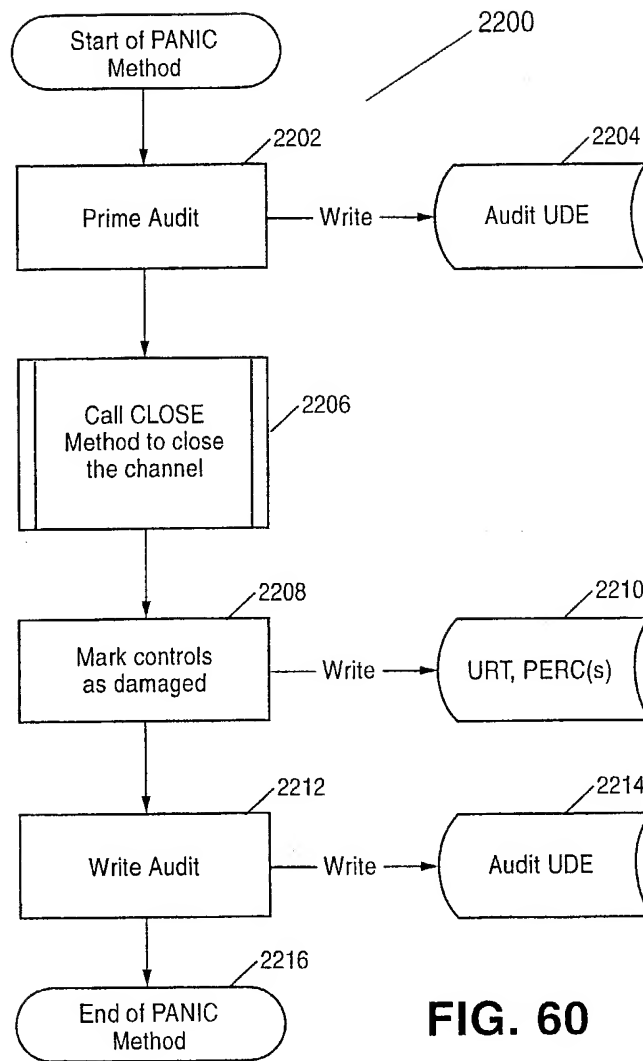 Start of PANIC
Method
2200
2202
Prime Audit
Write
2204
Audit UDE
Call CLOSE
Method to close
the channel
2206
2208
Mark controls
as damaged
Write
2210
URT, PERC(s)
2212
Write Audit
Write
2214
Audit UDE
2216
End of PANIC
Method
FIG. 60